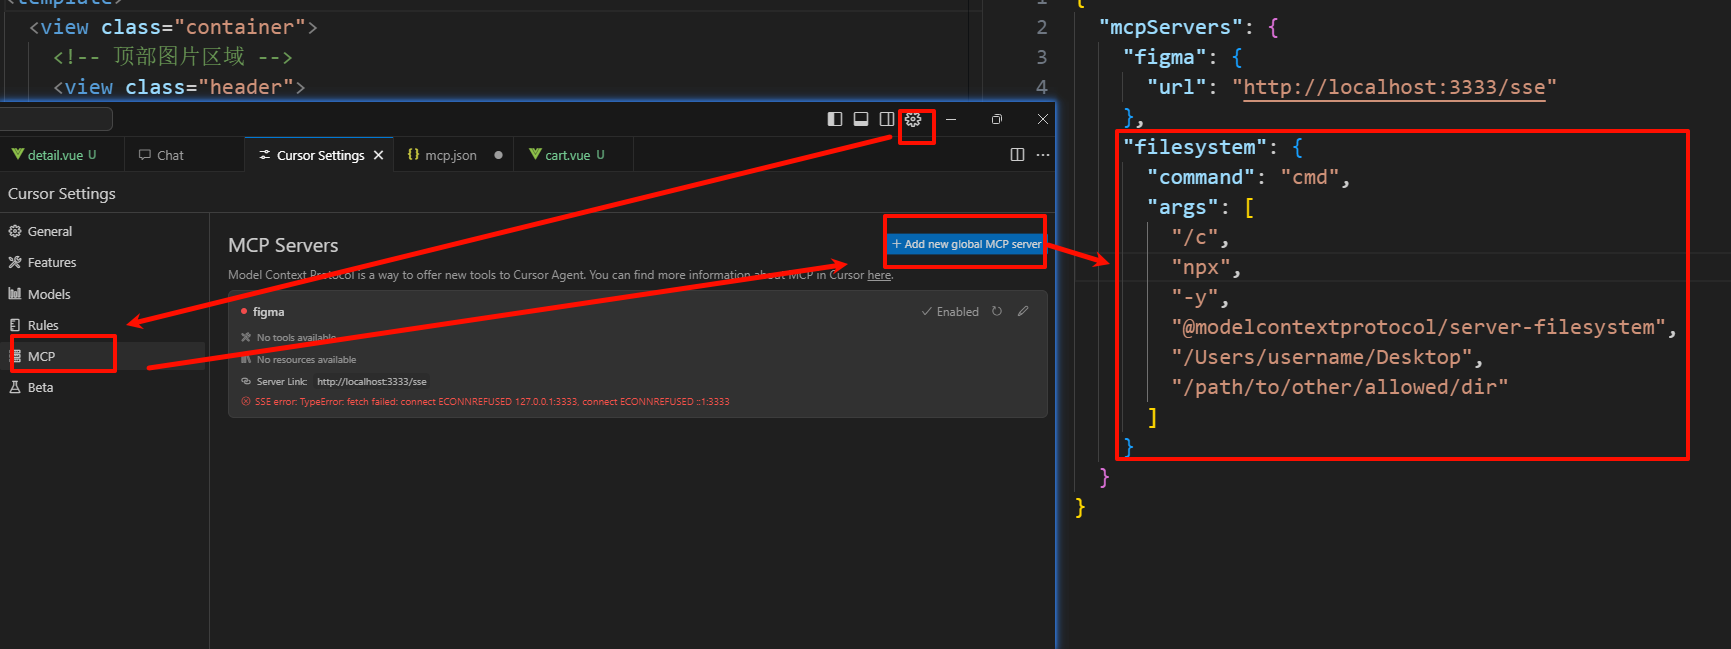 <template>
<view class="container">
<!-- 顶部图片区域 -->
<view class="header">
detail.vue U
Chat
Cursor Settings
mcp.json
cart.vue U
Cursor Settings
General
Features
Models
Rules
MCP
Beta
MCP Servers
+ Add new global MCP server
Model Context Protocol is a way to offer new tools to Cursor Agent. You can find more information about MCP in Cursor here.
figma
Enabled
No tools available
No resources available
Server Link: http://localhost:3333/sse
SSE error: TypeError: fetch failed: connect ECONNREFUSED 127.0.0.1:3333, connect ECONNREFUSED ::1:3333
1 {
2 "mcpServers": {
3 "figma": {
4 "url": "http://localhost:3333/sse"
},
"filesystem": {
"command": "cmd",
"args": [
"/c",
"npx",
"-y",
"@modelcontextprotocol/server-filesystem",
"/Users/username/Desktop",
"/path/to/other/allowed/dir"
]
}
}
}